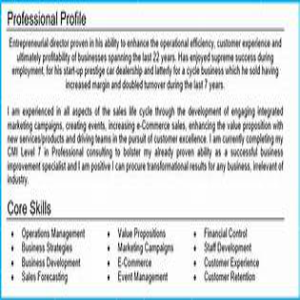 Professional Profile
Entrepreneurial director proven in his ability to enhance the operational efficiency, customer experience and
ultimately profitability of businesses spanning the last 22 years. Has enjoyed supreme success during
employment, for his start-up prestige car dealership and latterly for a cycle business which he sold having
increased margin and doubled turnover during the last 7 years.
I am experienced in all aspects of the sales life cycle through the development of engaging integrated
marketing campaigns, creating events, increasing e-Commerce sales, enhancing the value proposition with
new services/products and driving teams in the pursuit of customer excellence. I am currently completing my
CMI Level 7 in Professional consulting to bolster my already proven ability as a successful business
improvement specialist and I am positive I can procure transformational results for any business, irrelevant of
industry.
Core Skills
• Operations Management • Value Propositions • Financial Control
• Business Strategies • Marketing Campaigns • Staff Development
• Business Development • E-Commerce • Customer Experience
• Sales Forecasting • Event Management • Customer Retention